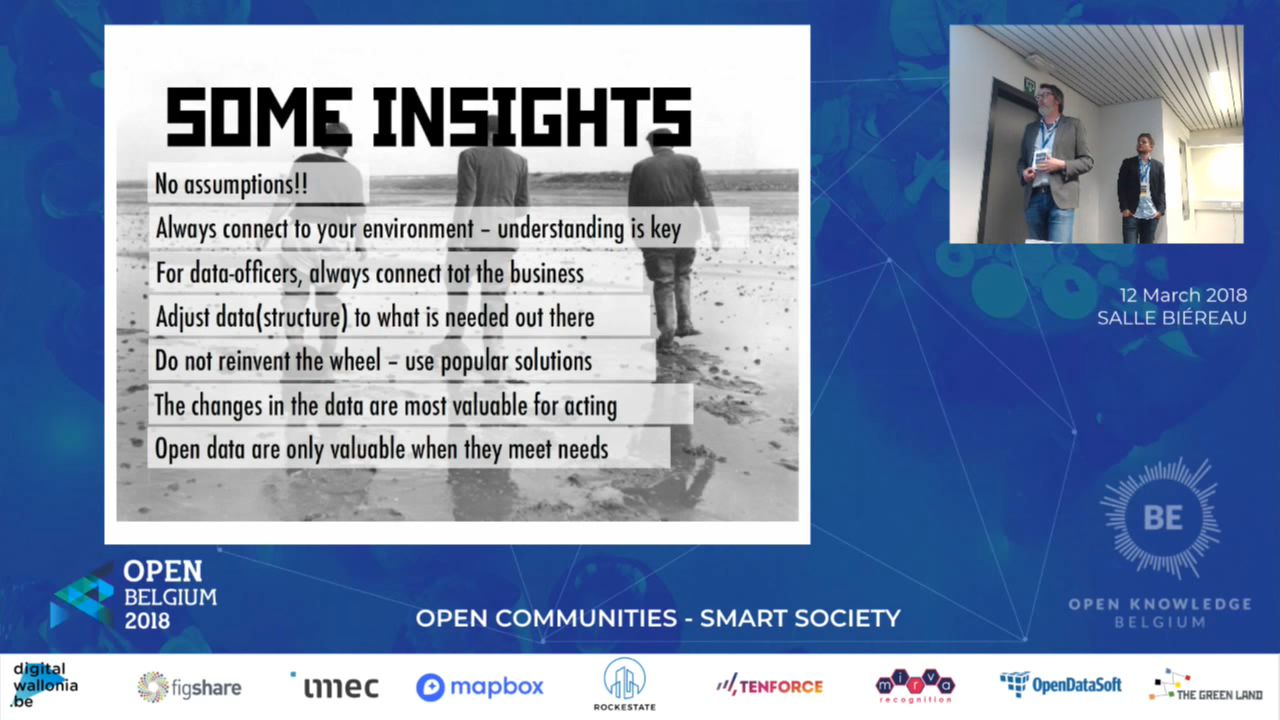 SOME INSIGHTS
No assumptions!!
Always connect to your environment – understanding is key
For data-officers, always connect tot the business
Adjust data(structure) to what is needed out there
Do not reinvent the wheel – use popular solutions
The changes in the data are most valuable for acting
Open data are only valuable when they meet needs
12 March 2018
SALLE BIÉREAU
BE
OPEN KNOWLEDGE
BELGIUM
OPEN
BELGIUM
2018
OPEN COMMUNITIES - SMART SOCIETY
digital
wallonia
.be
figshare
imec
mapbox
ROCKESTATE
TENFORCE
mirva
recognition
OpenDataSoft
THE GREEN LAND